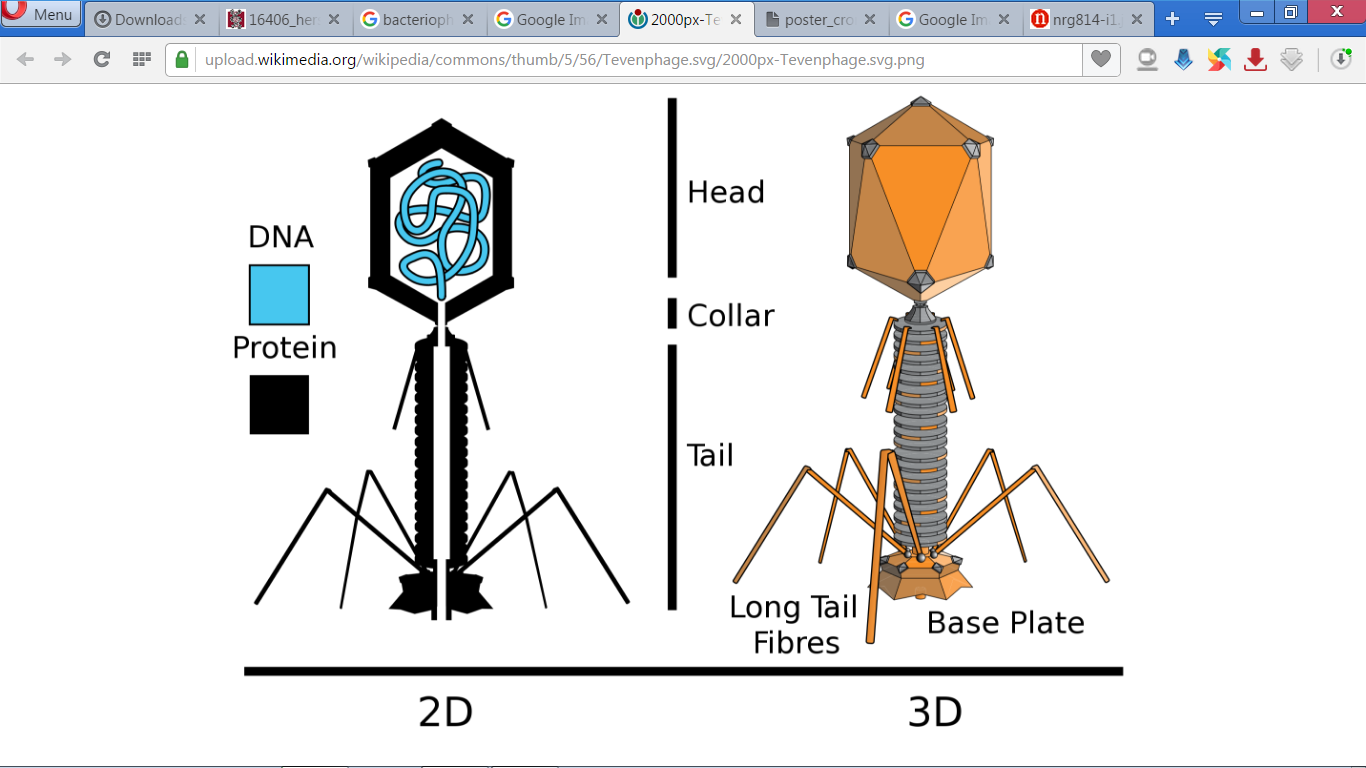 Menu
Downloads
16406_her
bacterioph
Google Im
2000px-Te
poster_cro
Google Im
nrg814-i1.
upload.wikimedia.org/wikipedia/commons/thumb/5/56/Tevenphage.svg/2000px-Tevenphage.svg.png
Head
DNA
Collar
Protein
Tail
Long Tail
Fibres
Base Plate
2D
3D